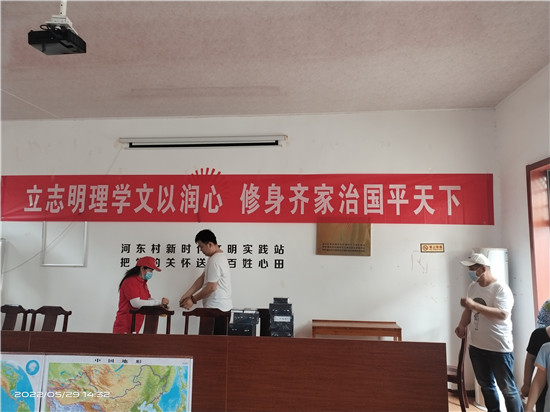 立志明理学文以润心 修身齐家治国平天下
河东村新时代文明实践站
把 的关怀送 百姓心田
中国地形
2022/05/29 14:32